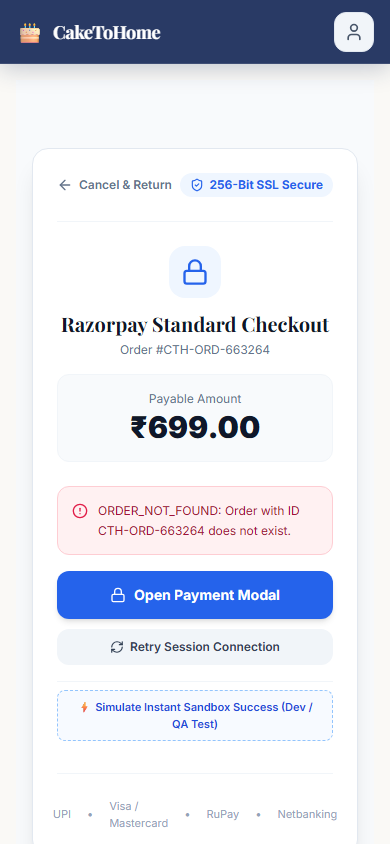 CakeToHome
Cancel & Return
256-Bit SSL Secure
Razorpay Standard Checkout
Order #CTH-ORD-663264
Payable Amount
₹699.00
ORDER_NOT_FOUND: Order with ID
CTH-ORD-663264 does not exist.
Open Payment Modal
Retry Session Connection
Simulate Instant Sandbox Success (Dev /
QA Test)
UPI • Visa / • RuPay • Netbanking
Mastercard